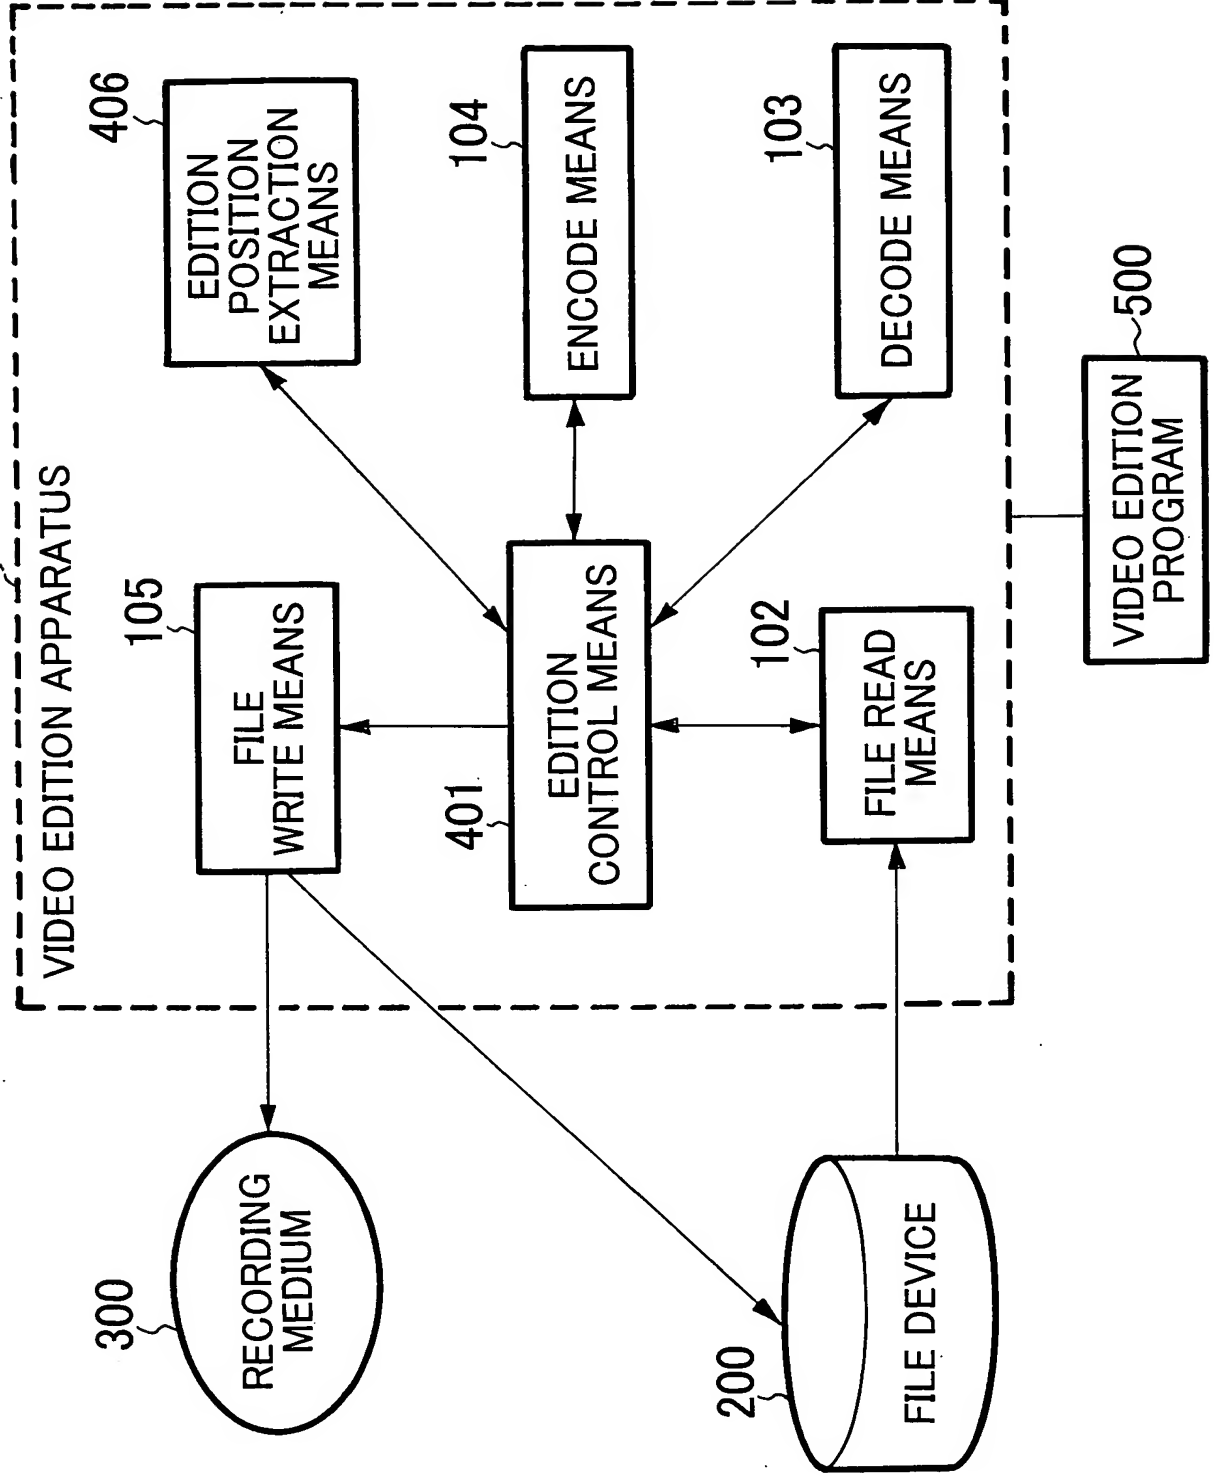 VIDEO EDITION APPARATUS
300
RECORDING
MEDIUM
105
FILE
WRITE MEANS
406
EDITION
POSITION
EXTRACTION
MEANS
401
EDITION
CONTROL MEANS
104
ENCODE MEANS
200
FILE DEVICE
102
FILE READ
MEANS
103
DECODE MEANS
VIDEO EDITION
PROGRAM
500